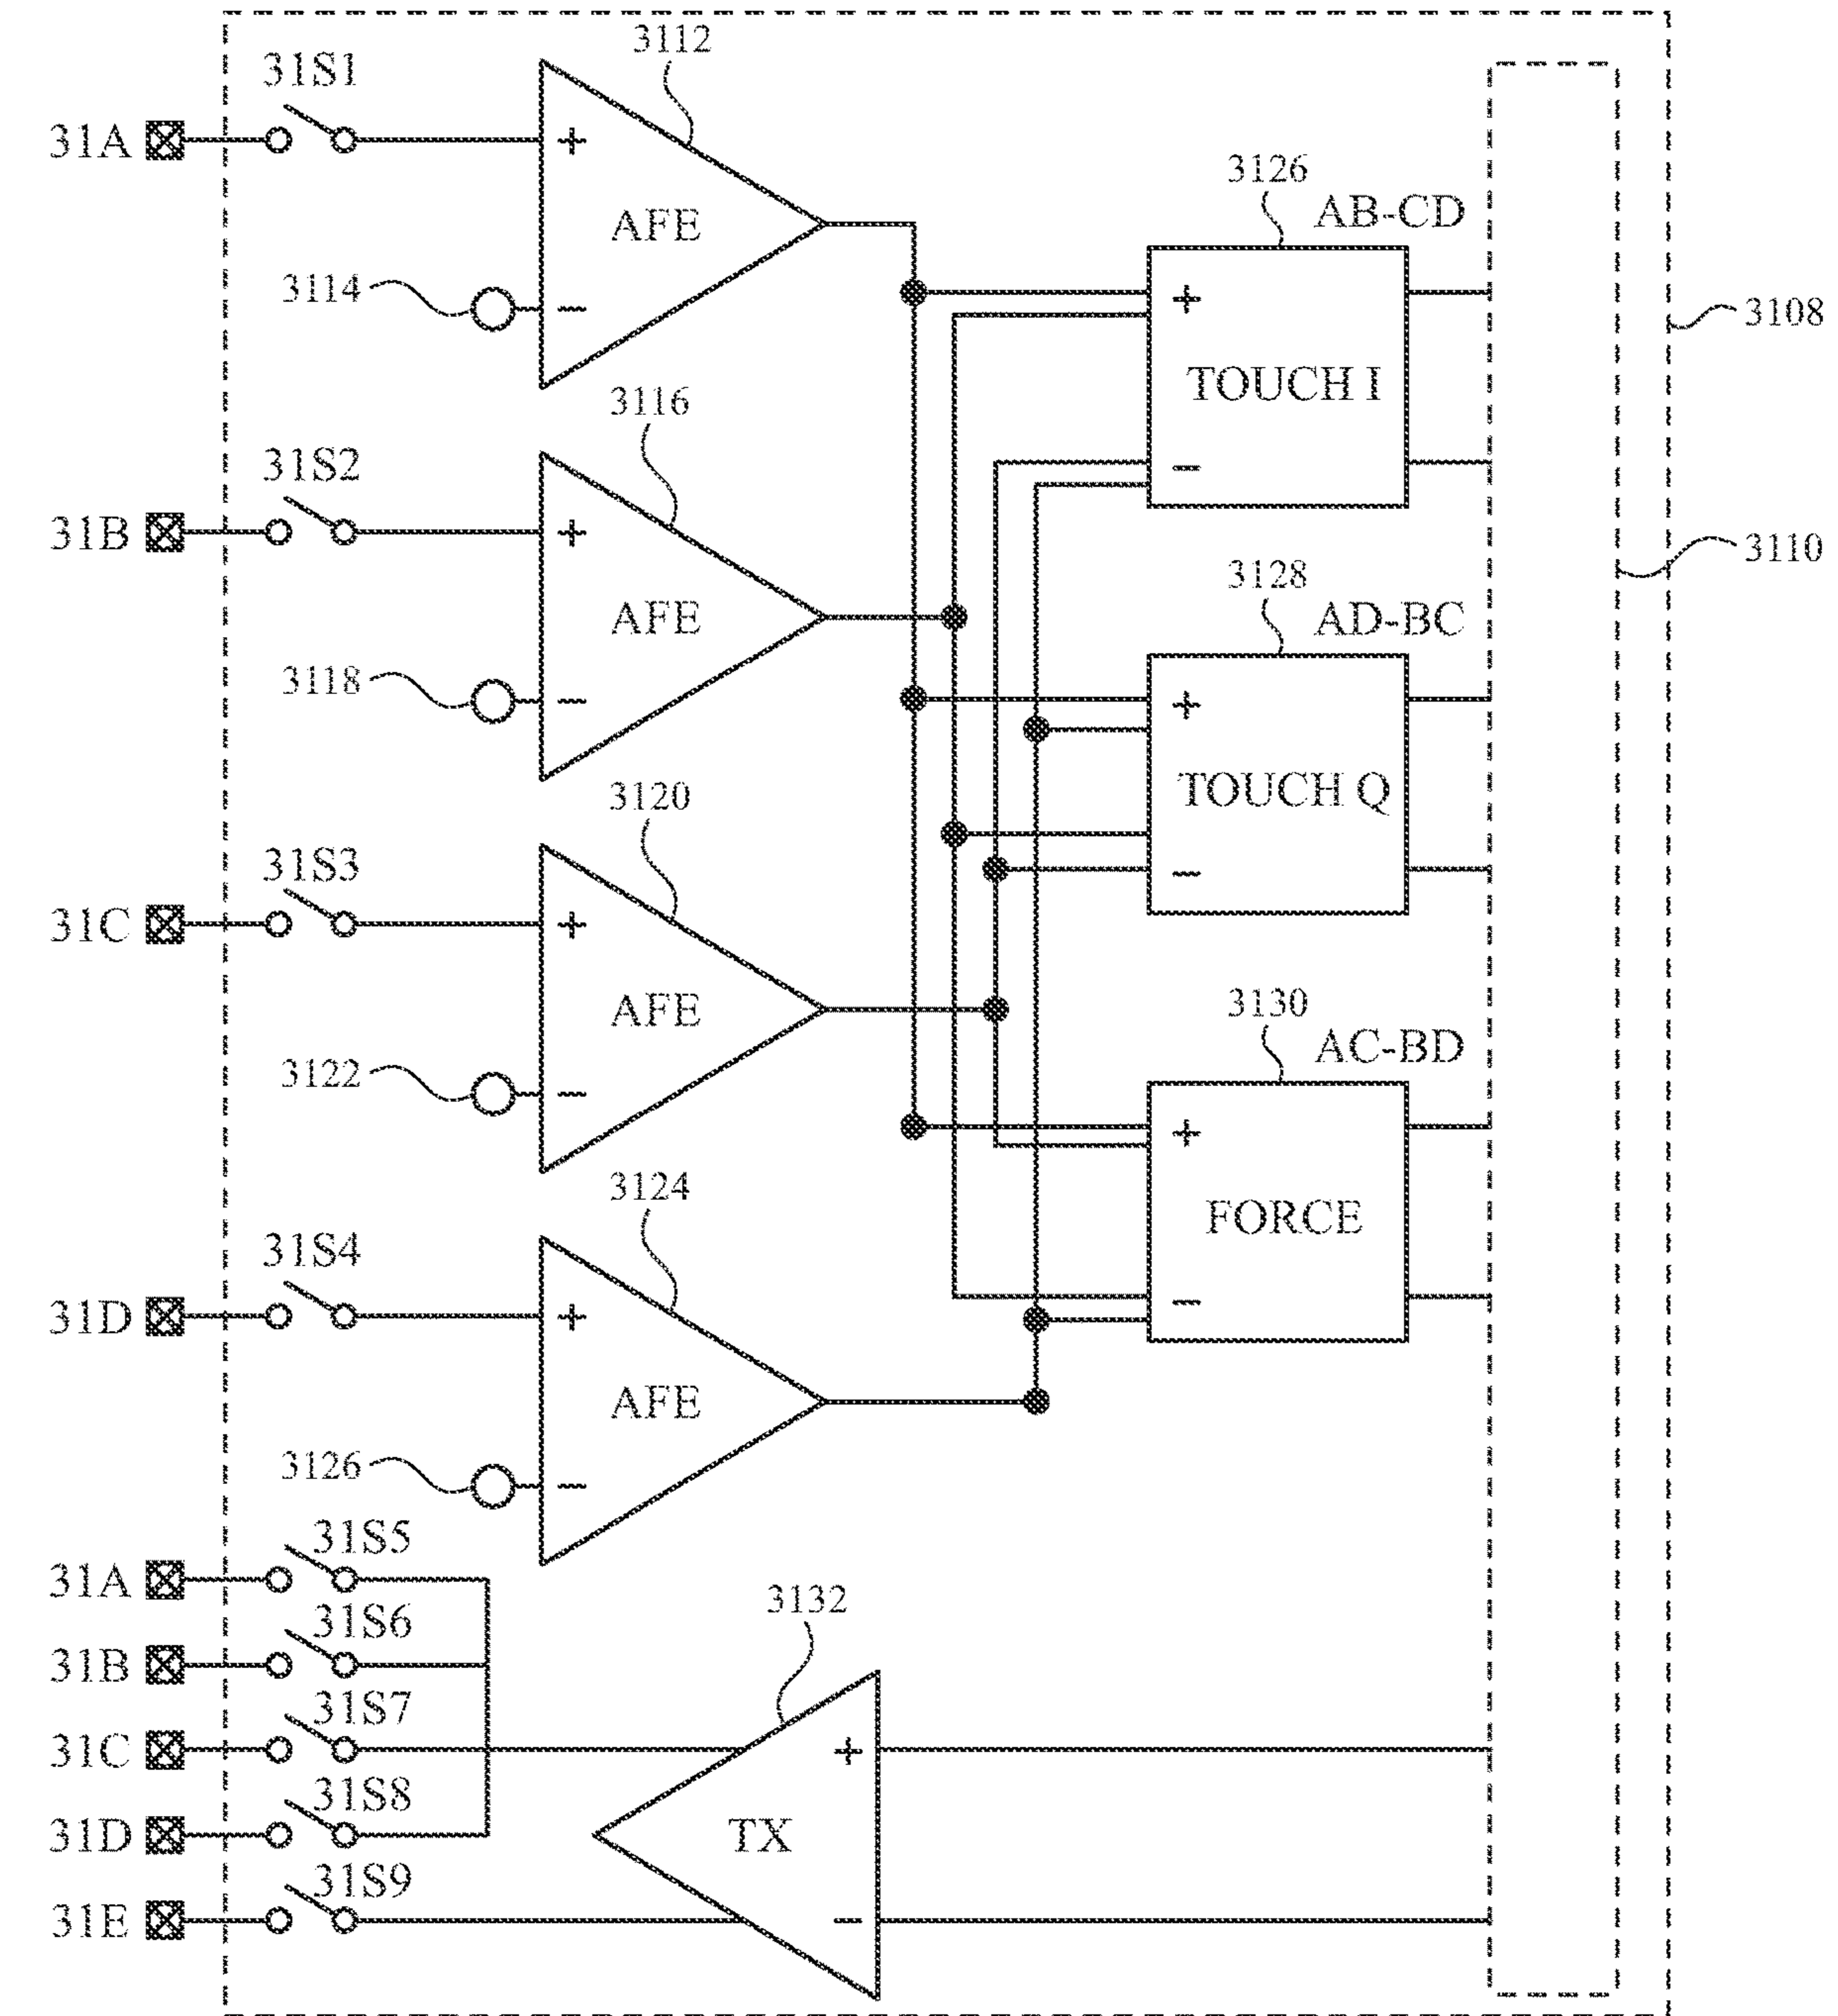 3112
31S1
31A
+
AFE
3126
AB-CD
3114
−
+
3108
TOUCH I
3116
31S2
−
31B
+
3110
3128
AD-BC
AFE
3118
−
+
TOUCH Q
3120
31S3
−
31C
+
3130
AFE
AC-BD
3122
−
+
3124
FORCE
31S4
31D
+
−
AFE
3126
−
31S5
31A
3132
31S6
31B
31S7
31C
+
31S8
31D
TX
31S9
31E
−